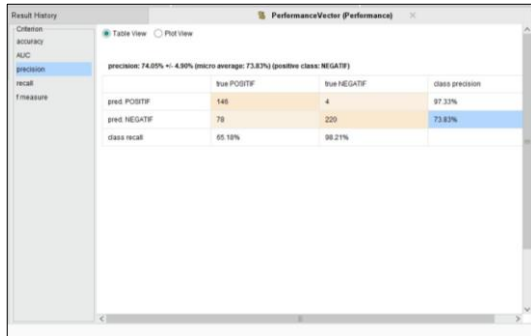 Result History
PerformanceVector (Performance)
Criterion
accuracy
AUC
precision
recall
f measure
Table View Plot View
precision: 74.05% +/- 4.90% (micro average: 73.83%) (positive class: NEGATIF)
true POSITIF true NEGATIF class precision
pred. POSITIF 146 4 97.33%
pred. NEGATIF 78 220 73.83%
class recall 65.18% 98.21%